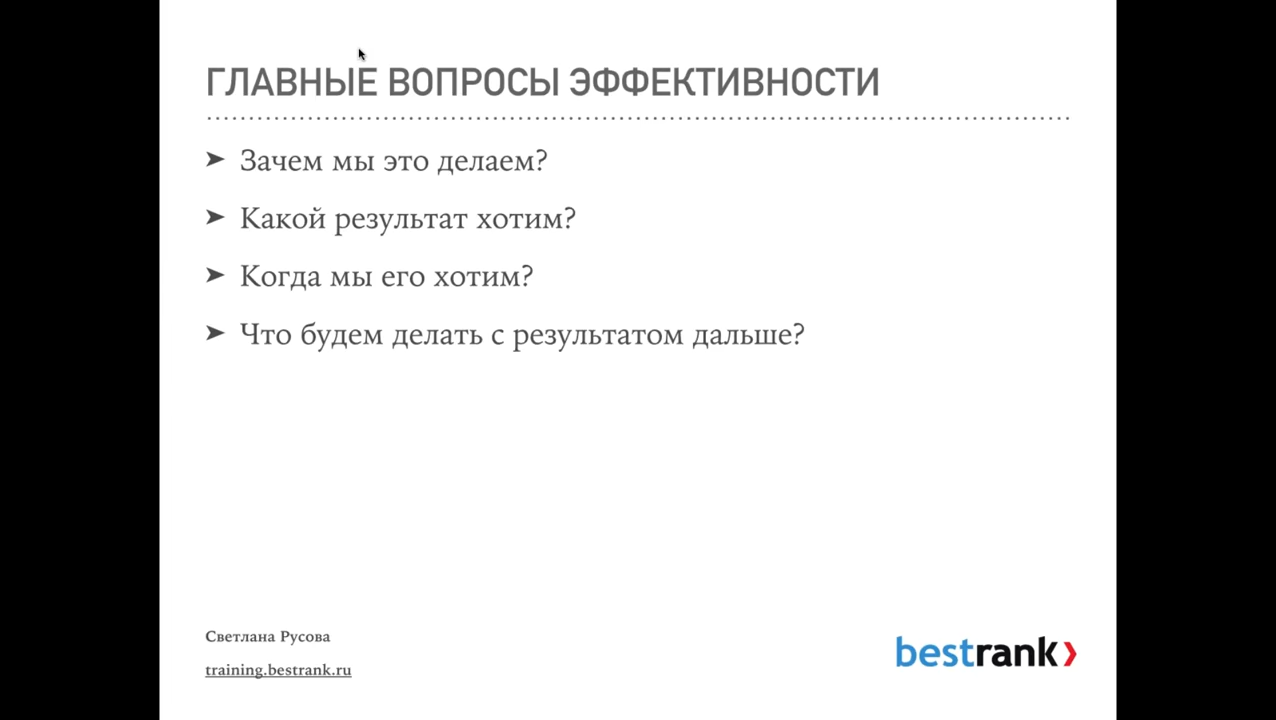 ГЛАВНЫЕ ВОПРОСЫ ЭФФЕКТИВНОСТИ
➤ Зачем мы это делаем?
➤ Какой результат хотим?
➤ Когда мы его хотим?
➤ Что будем делать с результатом дальше?
Светлана Русова
training.bestrank.ru
bestrank